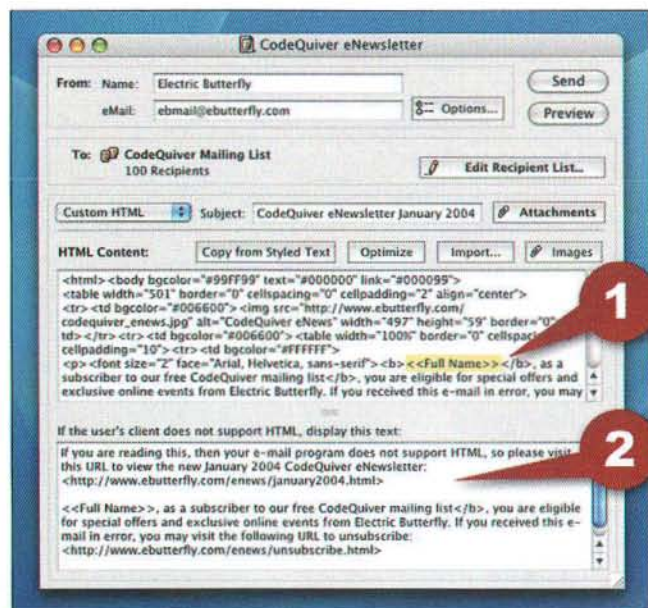 CodeQuiver eNewsletter
From: Name: Electric Butterfly
Send
eMail: ebmail@ebutterfly.com
Options...
Preview
To: CodeQuiver Mailing List
100 Recipients
Edit Recipient List...
Custom HTML Subject: CodeQuiver eNewsletter January 2004 Attachments
HTML Content: Copy from Styled Text Optimize Import... Images
<html><body bgcolor="#99FF99" text="#000000" link="#000099">
<table width="501" border="0" cellspacing="0" cellpadding="2" align="center">
<tr><td bgcolor="#006600"><img src="http://www.ebutterfly.com/
codequiver_enews.jpg" alt="CodeQuiver eNews" width="497" height="59" border="0"
td></tr><tr><td bgcolor="#006600"><table width="100%" border="0" cellspacing
cellpadding="10"><tr><td bgcolor="#FFFFFF">
<p><font size="2" face="Arial, Helvetica, sans-serif"><b><<Full Name>></b>, as a
subscriber to our free CodeQuiver mailing list</b>, you are eligible for special offers and
exclusive online events from Electric Butterfly. If you received this e-mail in error, you may
1
If the user's client does not support HTML, display this text:
If you are reading this, then your e-mail program does not support HTML, so please visit
this URL to view the new January 2004 CodeQuiver eNewsletter:
<http://www.ebutterfly.com/enews/january2004.html>
<<Full Name>>, as a subscriber to our free CodeQuiver mailing list</b>, you are eligible
for special offers and exclusive online events from Electric Butterfly. If you received this e-
mail in error, you may visit the following URL to unsubscribe:
<http://www.ebutterfly.com/enews/unsubscribe.html>
2